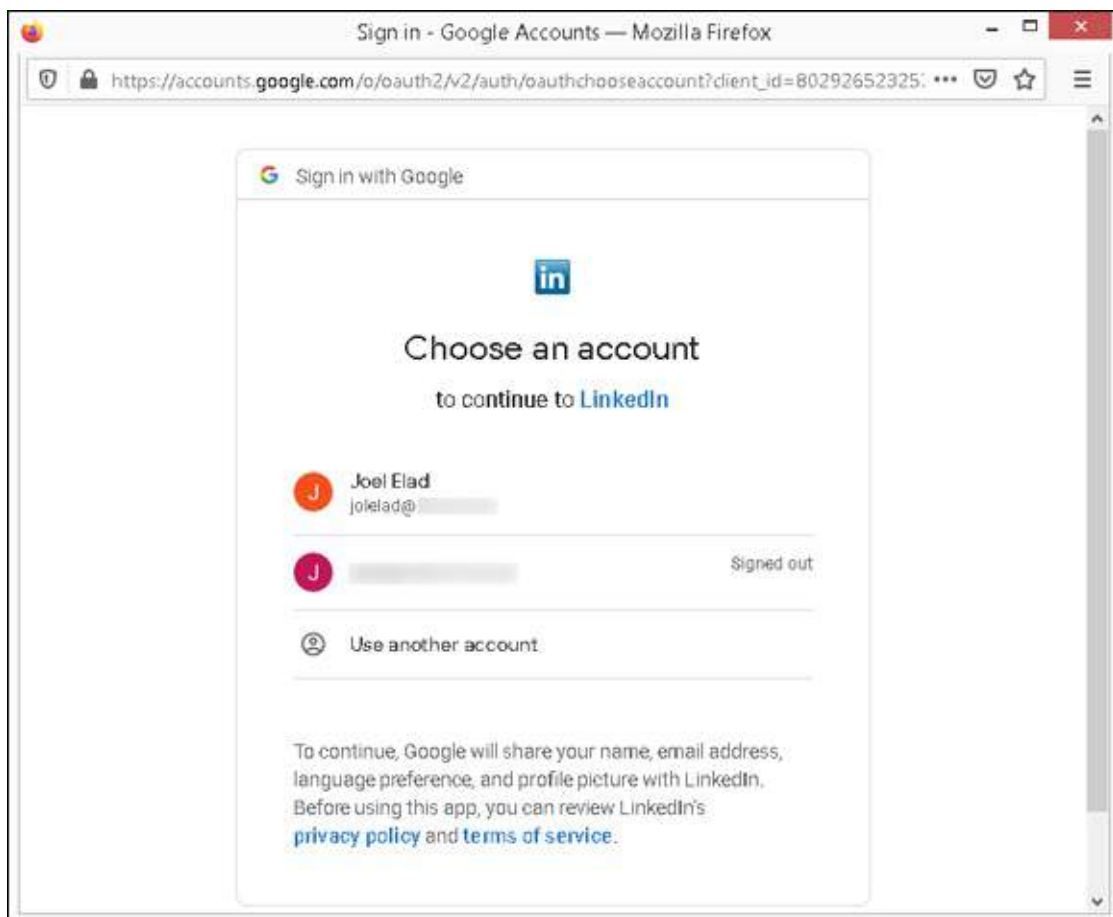 Sign in - Google Accounts — Mozilla Firefox
https://accounts.google.com/o/oauth2/v2/auth/oauthchooseaccount?client_id=80292652325
Sign in with Google
in
Choose an account
to continue to LinkedIn
J
Joel Elad
jolelad@
J
Signed out
Use another account
To continue, Google will share your name, email address,
language preference, and profile picture with LinkedIn.
Before using this app, you can review LinkedIn's
privacy policy and terms of service.